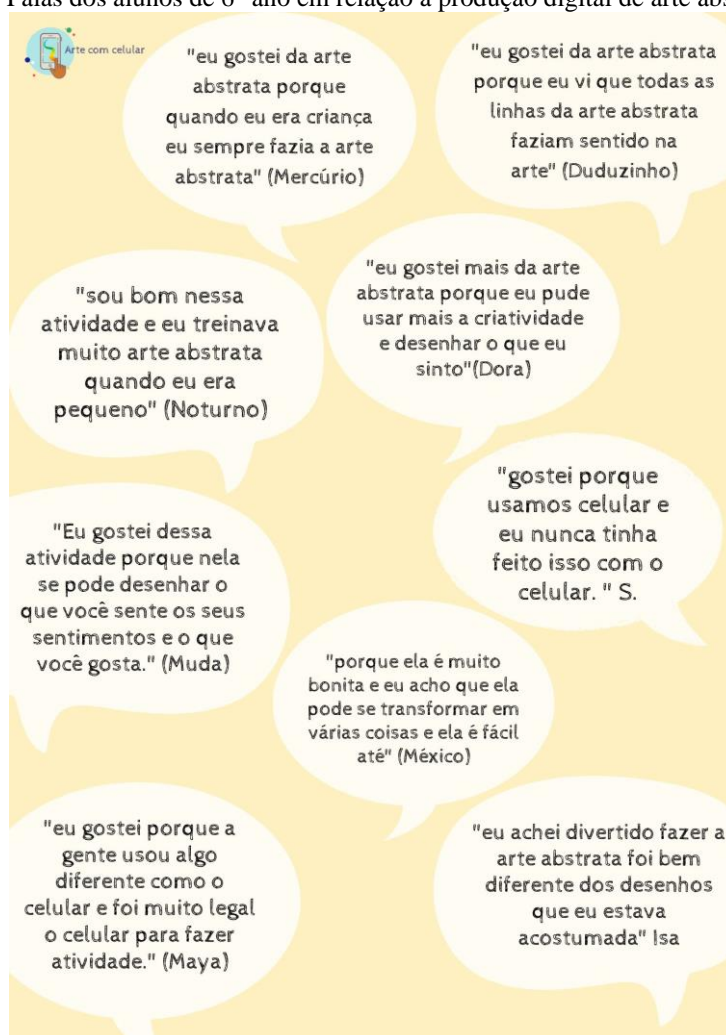 Falas dos alunos de 6º ano em relação à produção digital de arte abs
Arte com celular
"eu gostei da arte
abstrata porque
quando eu era criança
eu sempre fazia a arte
abstrata" (Mercúrio)
"eu gostei da arte abstrata
porque eu vi que todas as
linhas da arte abstrata
faziam sentido na
arte" (Duduzinho)
"sou bom nessa
atividade e eu treinava
muito arte abstrata
quando eu era
pequeno" (Noturno)
"eu gostei mais da arte
abstrata porque eu pude
usar mais a criatividade
e desenhar o que eu
sinto"(Dora)
"gostei porque
usamos celular e
eu nunca tinha
feito isso com o
celular. " S.
"Eu gostei dessa
atividade porque nela
se pode desenhar o
que você sente os seus
sentimentos e o que
você gosta." (Muda)
"porque ela é muito
bonita e eu acho que ela
pode se transformar em
várias coisas e ela é fácil
até" (México)
"eu gostei porque a
gente usou algo
diferente como o
celular e foi muito legal
o celular para fazer
atividade." (Maya)
"eu achei divertido fazer a
arte abstrata foi bem
diferente dos desenhos
que eu estava
acostumada" Isa